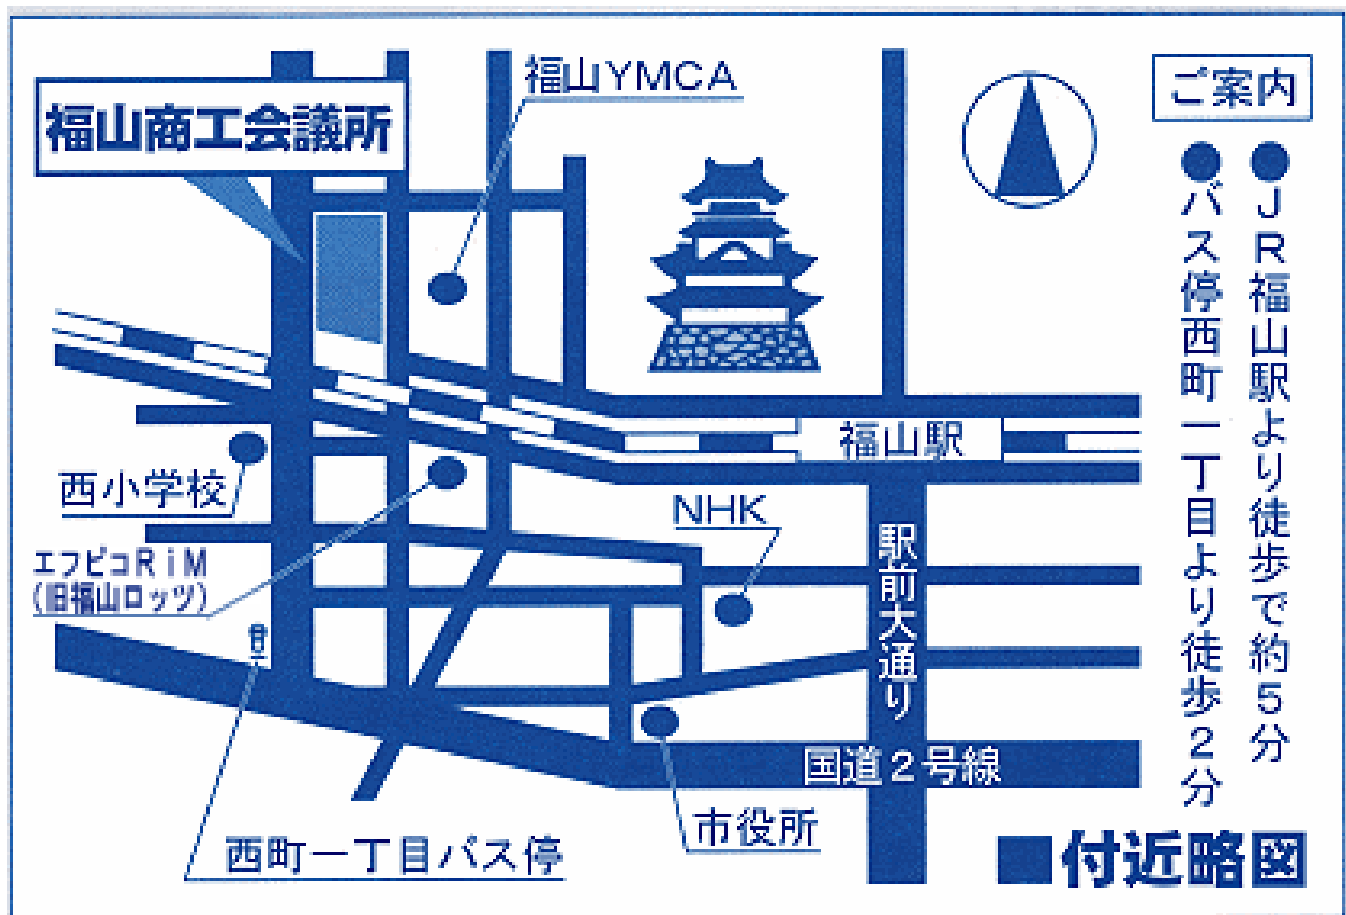 福山YMCA
福山商工会議所
ご案内
●JR福山駅より徒歩で約5分
●バス停西町一丁目より徒歩2分
福山駅
西小学校
NHK
エフピコRiM
(旧福山ロッツ)
駅前大通り
国道2号線
市役所
西町一丁目バス停
■付近略図